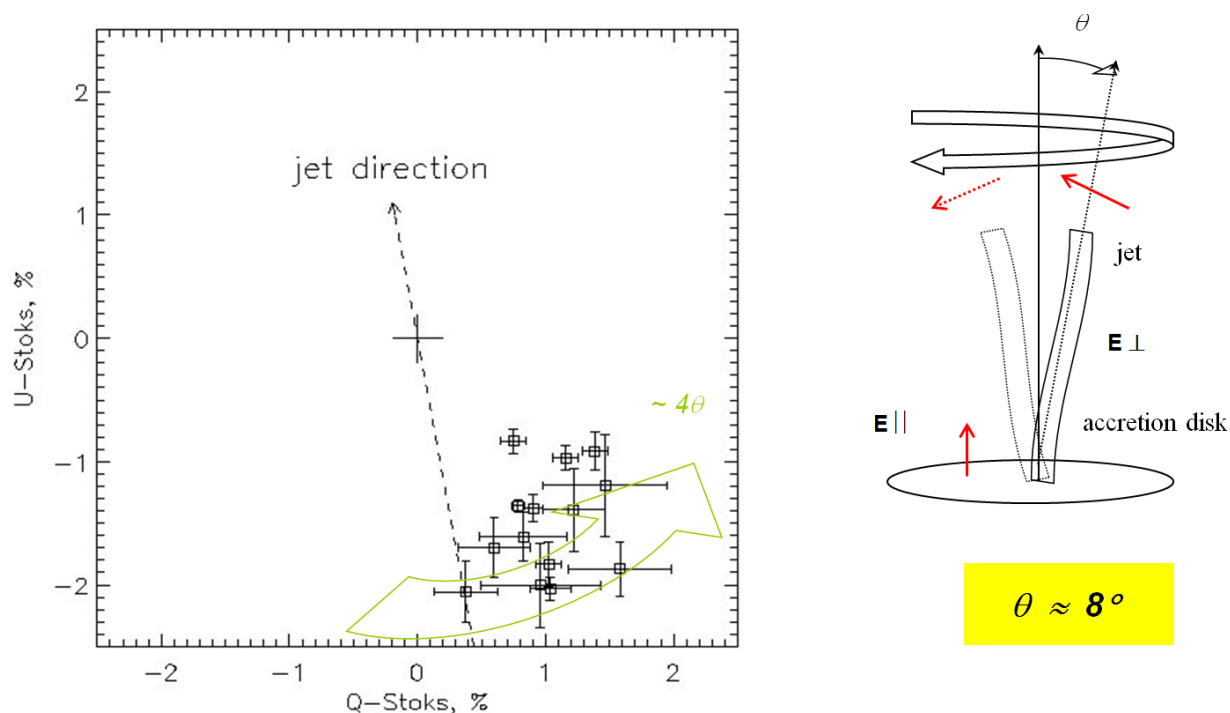 2
1
0
−1
−2
−2
−1
0
1
2
U−Stoks, %
Q−Stoks, %
jet direction
~ 4θ
θ
jet
E ⊥
E ||
accretion disk
θ ≈ 8°